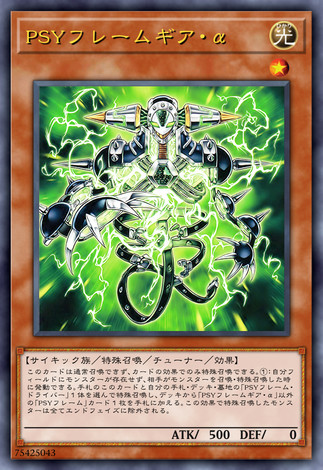 PSYフレームギア・α
光
【サイキック族／特殊召喚／チューナー／効果】
このカードは通常召喚できず、カードの効果でのみ特殊召喚できる。①：自分
フィールドにモンスターが存在せず、相手がモンスターを召喚・特殊召喚した時
に発動できる。手札のこのカードと自分の手札・デッキ・墓地の「PSYフレーム・
ドライバー」１体を選んで特殊召喚し、デッキから「PSYフレームギア・α」以外
の「PSYフレーム」カード１枚を手札に加える。この効果で特殊召喚したモンス
ターは全てエンドフェイズに除外される。
ATK/ 500 DEF/ 0
75425043